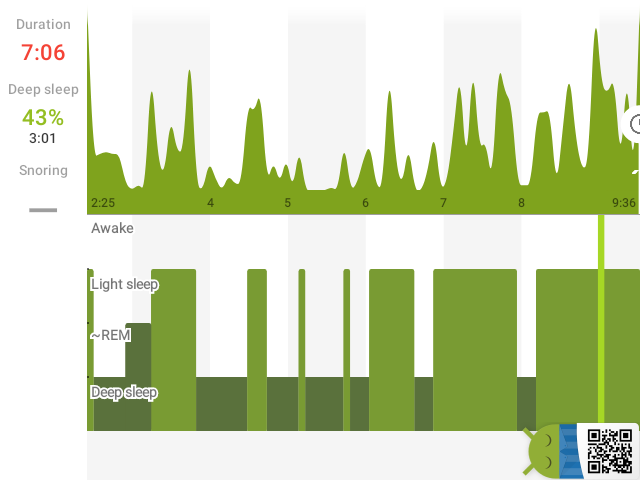 Duration
7:06
Deep sleep
43%
3:01
Snoring
2:25 4 5 6 7 8 9:36
Awake
Light sleep
~REM
Deep sleep